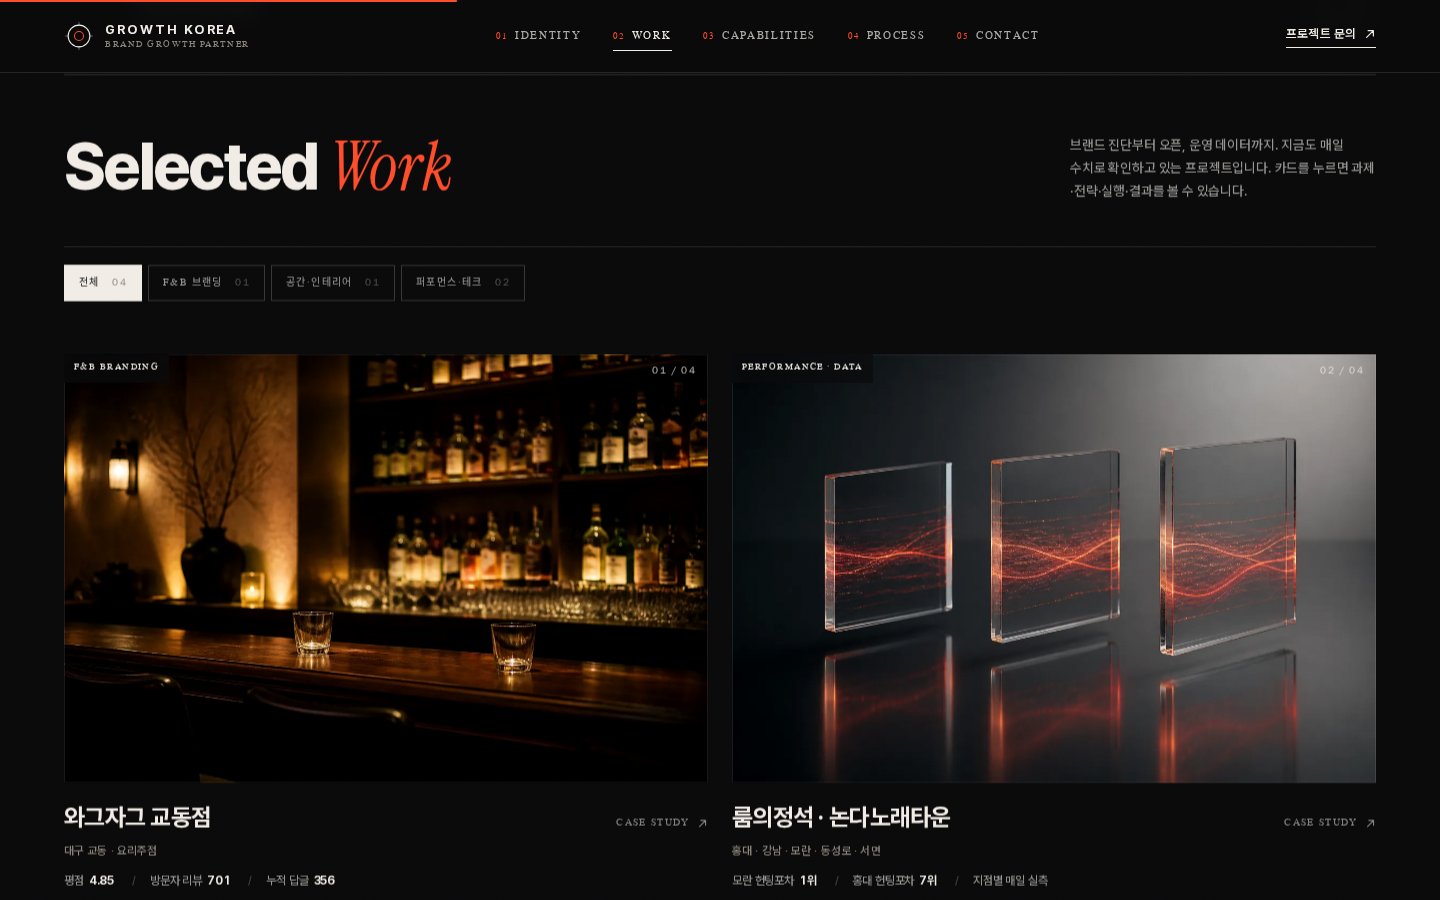 GROWTH KOREA
BRAND GROWTH PARTNER
01 IDENTITY
02 WORK
03 CAPABILITIES
04 PROCESS
05 CONTACT
프로젝트 문의
Selected Work
브랜드 진단부터 오픈, 운영 데이터까지. 지금도 매일
수치로 확인하고 있는 프로젝트입니다. 카드를 누르면 과제
·전략·실행·결과를 볼 수 있습니다.
전체 04
F&B 브랜딩 01
공간·인테리어 01
퍼포먼스·테크 02
F&B BRANDING
01 / 04
PERFORMANCE · DATA
02 / 04
와그자그 교동점
CASE STUDY
대구 교동 · 요리주점
평점 4.85 / 방문자 리뷰 701 / 누적 답글 356
룸의정석 · 논다노래타운
CASE STUDY
홍대 · 강남 · 모란 · 동성로 · 서면
모란 헌팅포차 1위 / 홍대 헌팅포차 7위 / 지점별 매일 실측